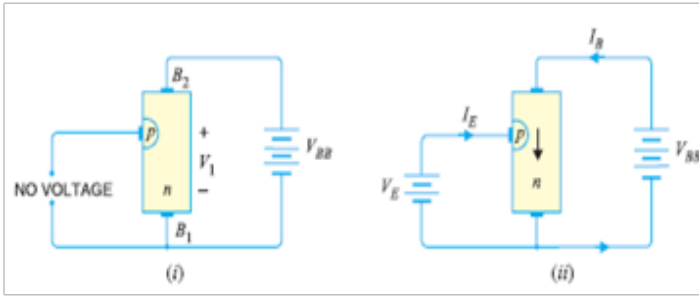 B2
p
+
V1
−
n
VBB
NO VOLTAGE
B1
(i)
IB
IE
p
n
VE
VBB
(ii)